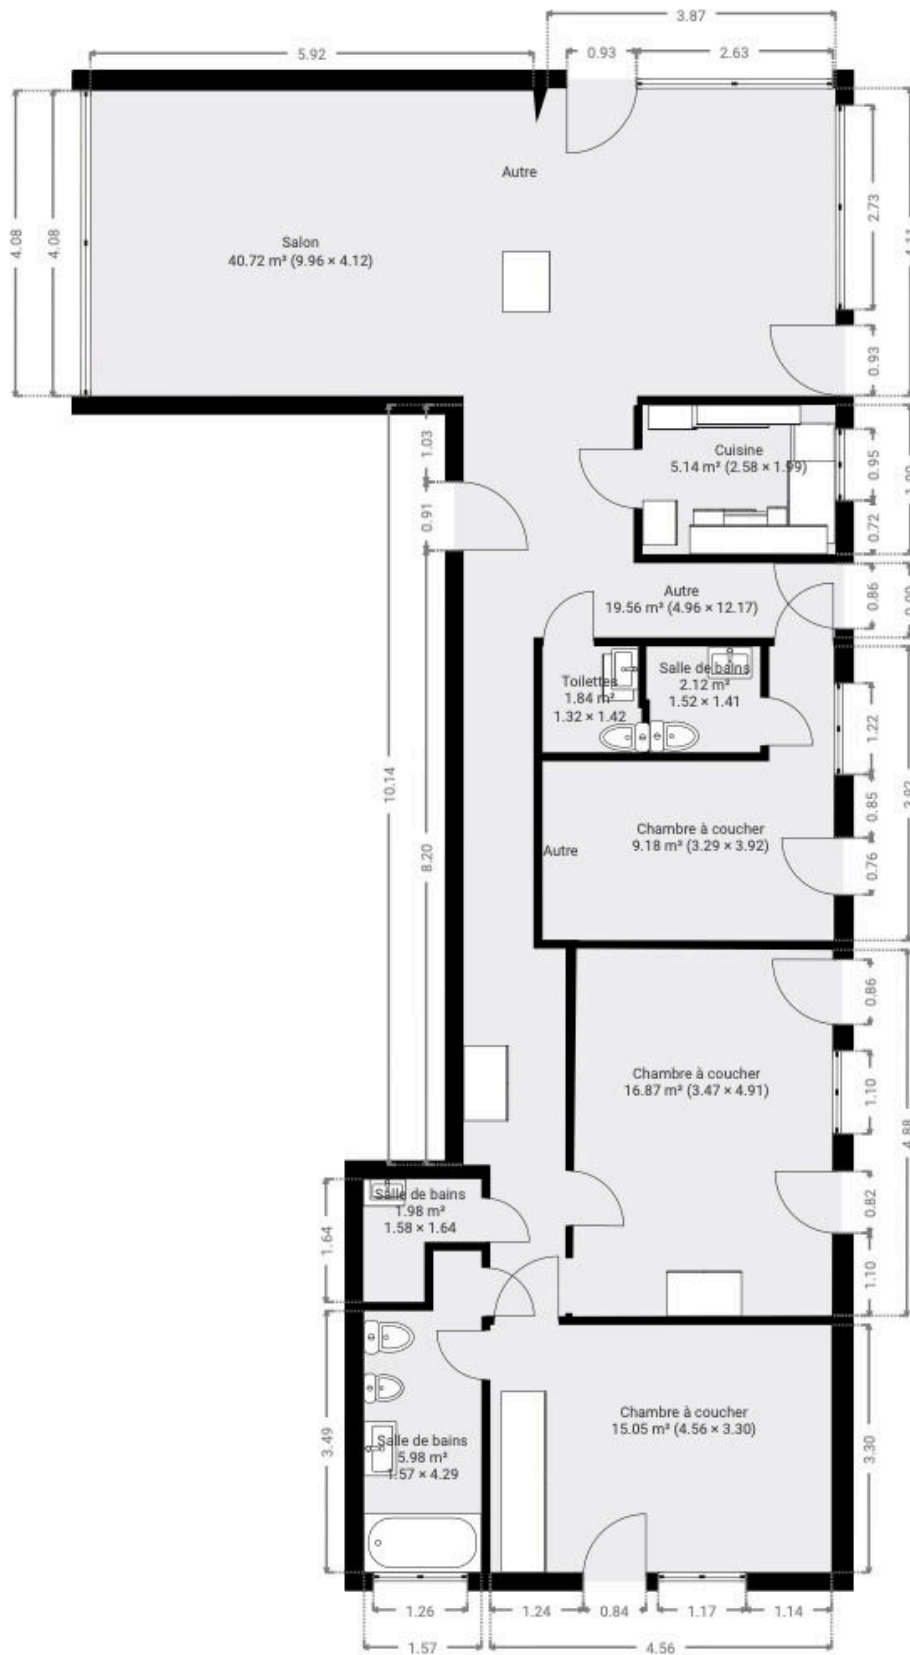 3.87
5.92
0.93
2.63
Autre
2.73
4.08
4.08
4.11
Salon
40.72 m² (9.96 × 4.12)
0.93
1.03
Cuisine
5.14 m² (2.58 × 1.99)
0.95
0.91
0.72
Autre
19.56 m² (4.96 × 12.17)
0.86
Toilettes
1.84 m²
1.32 × 1.42
Salle de bains
2.12 m²
1.52 × 1.41
1.22
10.14
8.20
0.85
3.92
Chambre à coucher
9.18 m² (3.29 × 3.92)
Autre
0.76
0.86
Chambre à coucher
16.87 m² (3.47 × 4.91)
1.10
4.88
0.82
Salle de bains
1.98 m²
1.58 × 1.64
1.64
1.10
Chambre à coucher
15.05 m² (4.56 × 3.30)
3.49
Salle de bains
5.98 m²
1.57 × 4.29
3.30
1.26
1.24
0.84
1.17
1.14
1.57
4.56